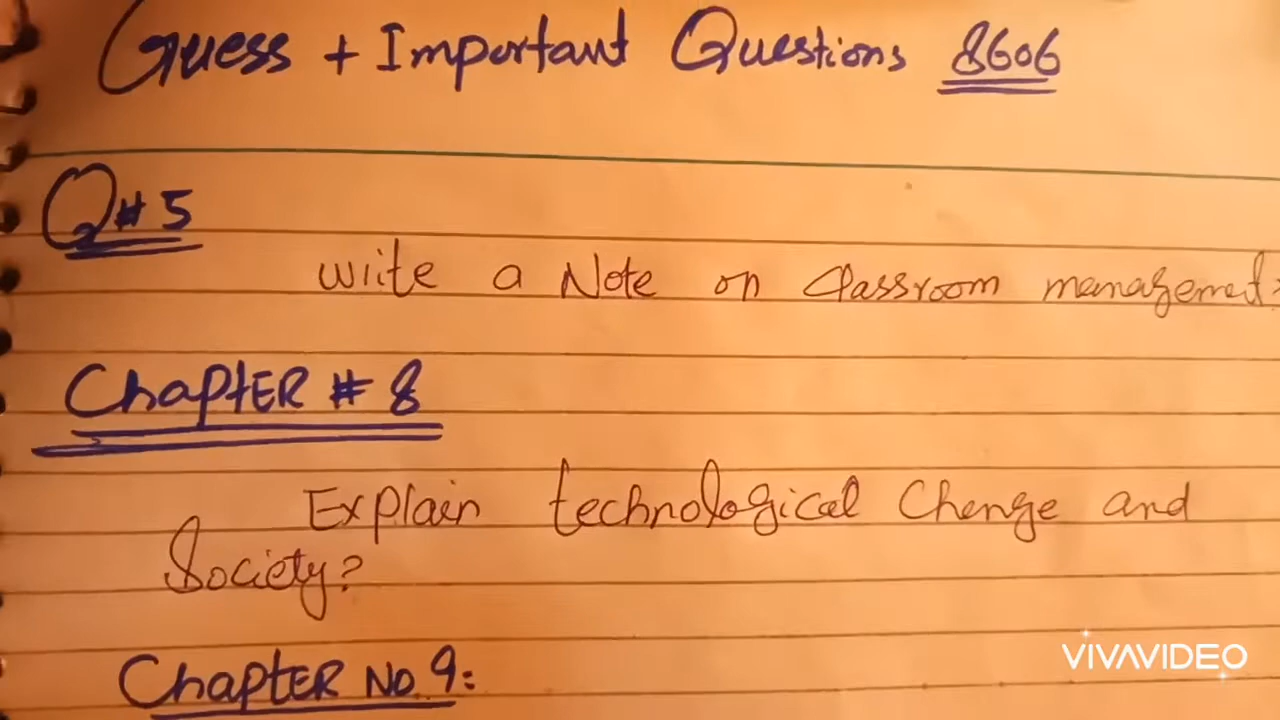 Guess + Important Questions 8606
Q#5
Write a Note on Classroom management?
Chapter # 8
Explain technological Change and
Society?
Chapter No. 9:
VIVAVIDEO